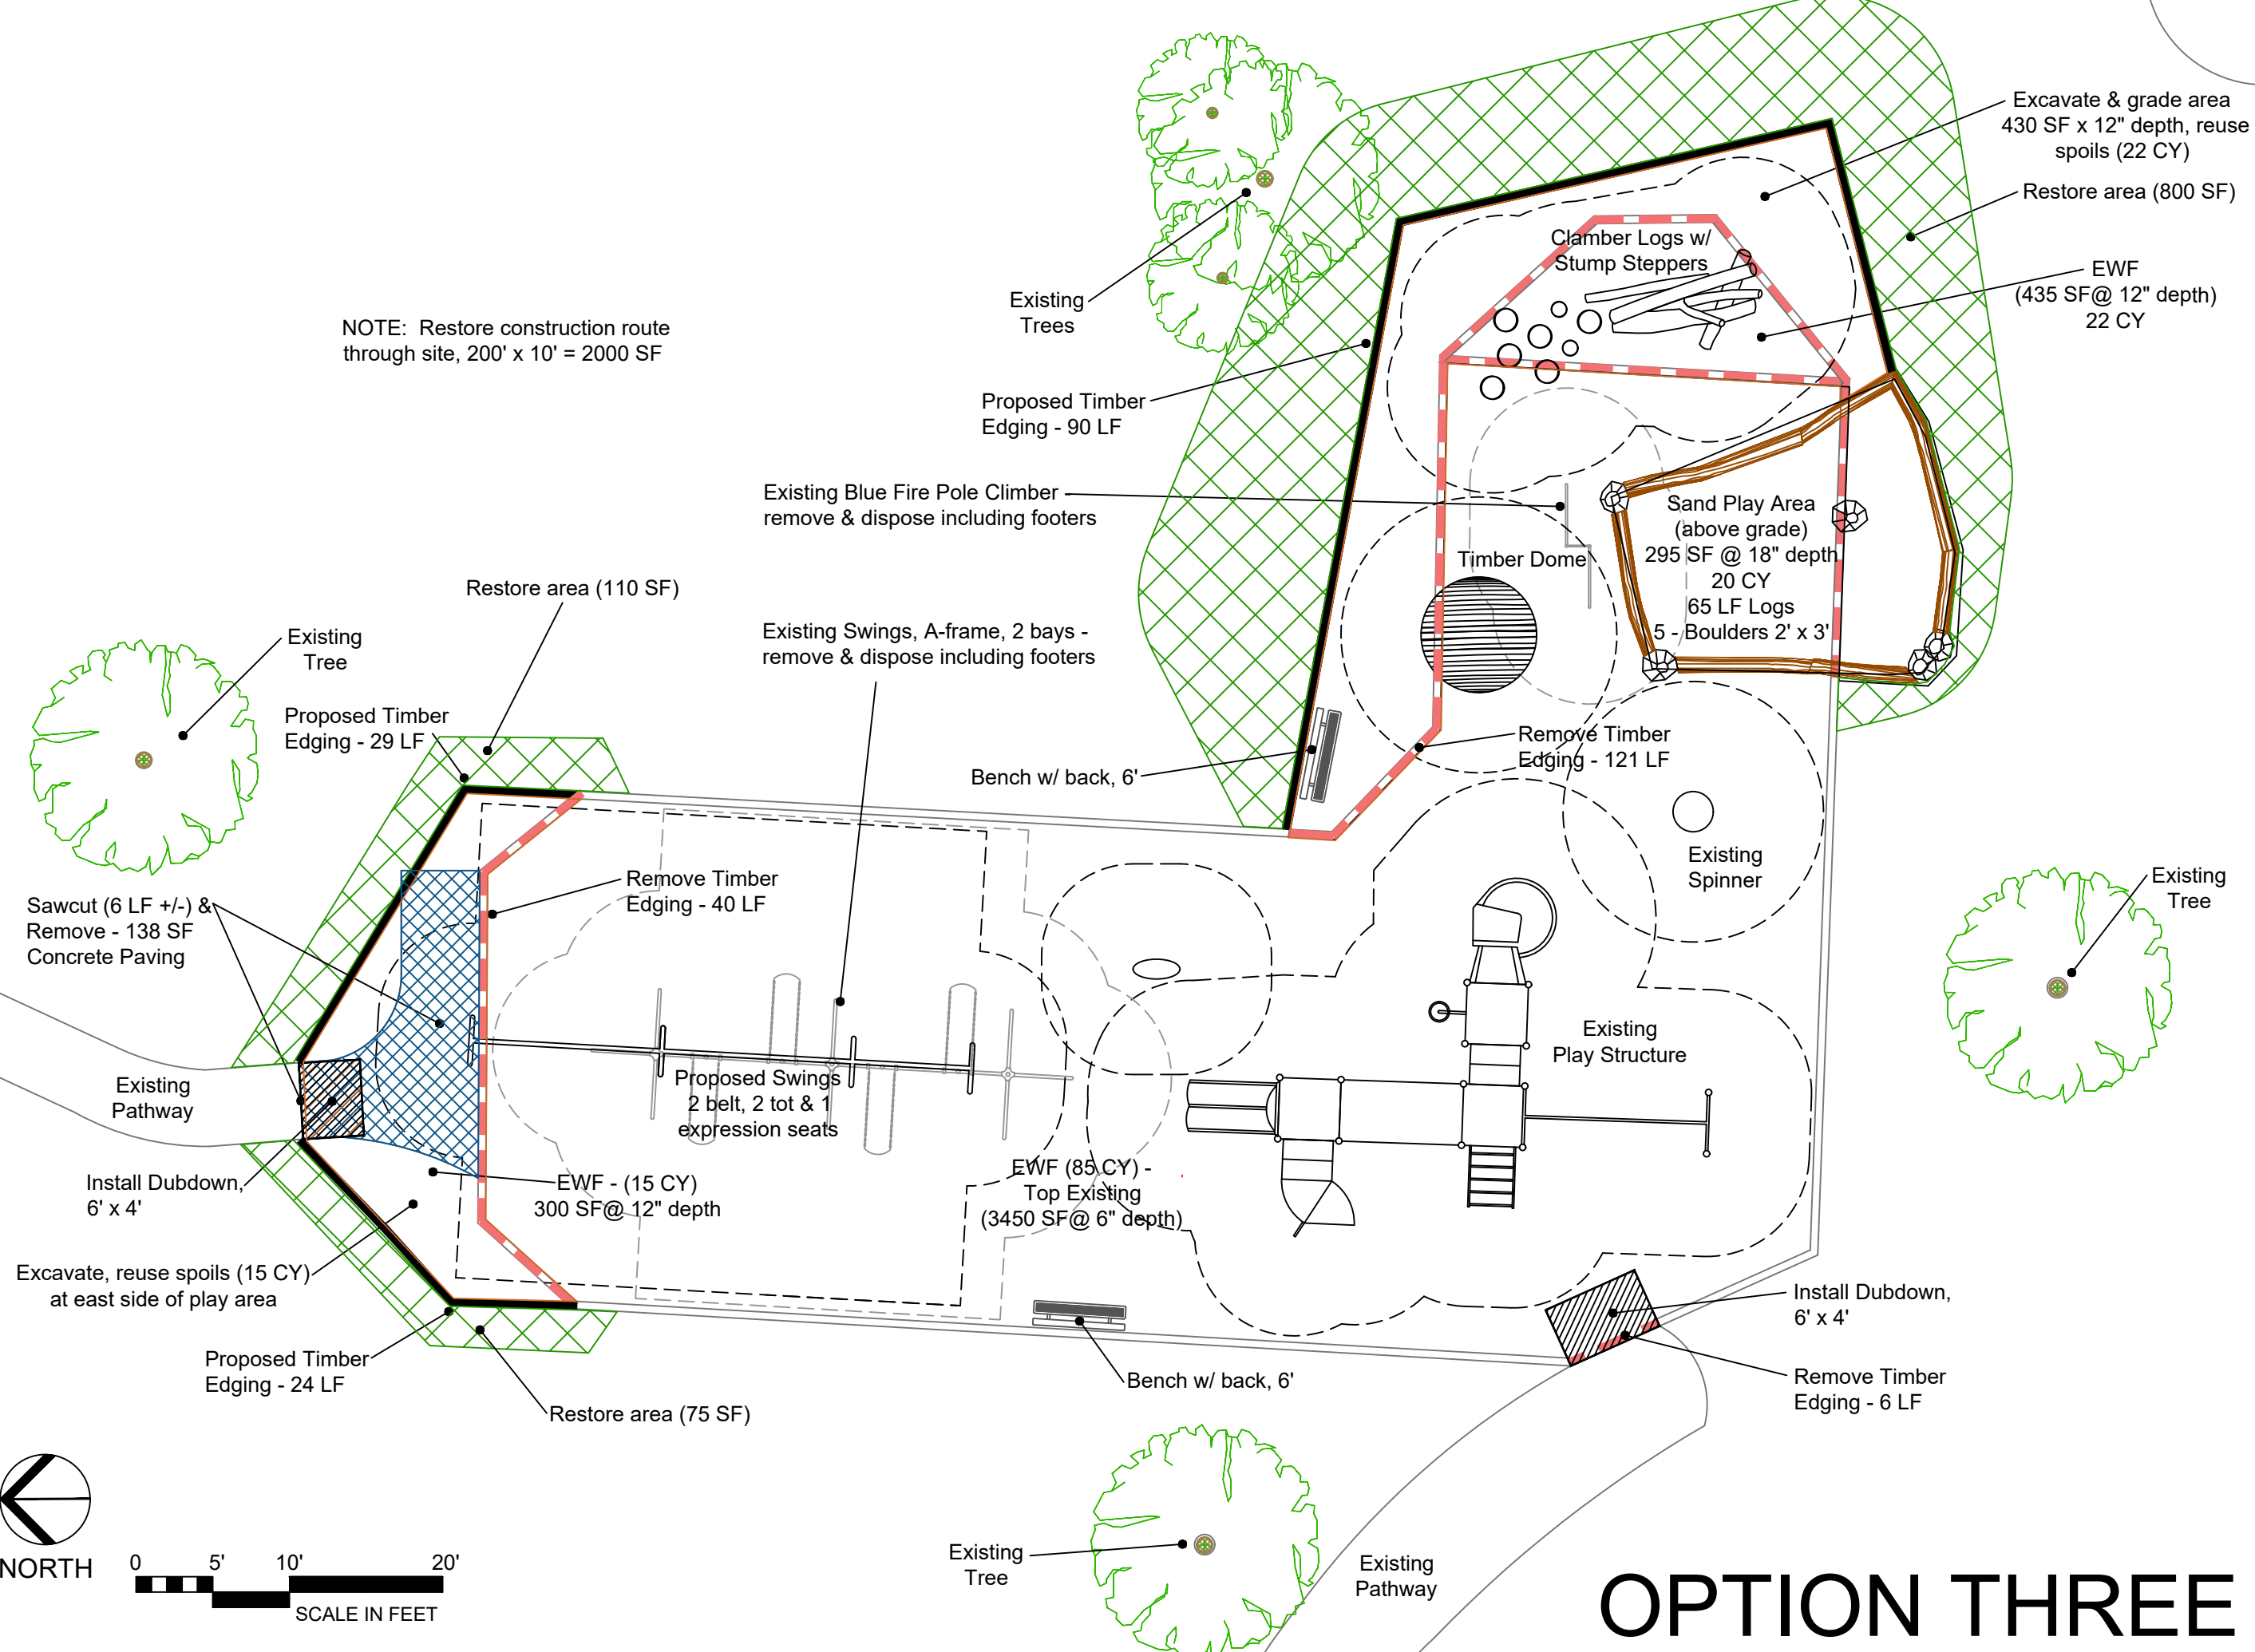 Excavate & grade area
430 SF x 12" depth, reuse
spoils (22 CY)
Restore area (800 SF)
Clamber Logs w/
Stump Steppers
EWF
(435 SF@ 12" depth)
22 CY
Existing
Trees
NOTE:  Restore construction route
through site, 200' x 10' = 2000 SF
Proposed Timber
Edging - 90 LF
Existing Blue Fire Pole Climber -
remove & dispose including footers
Sand Play Area
(above grade)
295 SF @ 18" depth
20 CY
65 LF Logs
5 - Boulders 2' x 3'
Timber Dome
Restore area (110 SF)
Existing
Tree
Existing Swings, A-frame, 2 bays -
remove & dispose including footers
Proposed Timber
Edging - 29 LF
Remove Timber
Edging - 121 LF
Bench w/ back, 6'
Existing
Spinner
Remove Timber
Edging - 40 LF
Existing
Tree
Sawcut (6 LF +/-) &
Remove - 138 SF
Concrete Paving
Existing
Play Structure
Existing
Pathway
Proposed Swings
2 belt, 2 tot & 1
expression seats
Install Dubdown,
6' x 4'
EWF - (15 CY)
300 SF@ 12" depth
EWF (85 CY) -
Top Existing
(3450 SF@ 6" depth)
Excavate, reuse spoils (15 CY)
at east side of play area
Install Dubdown,
6' x 4'
Proposed Timber
Edging - 24 LF
Bench w/ back, 6'
Remove Timber
Edging - 6 LF
Restore area (75 SF)
NORTH
0 5' 10' 20'
SCALE IN FEET
Existing
Tree
Existing
Pathway
OPTION THREE